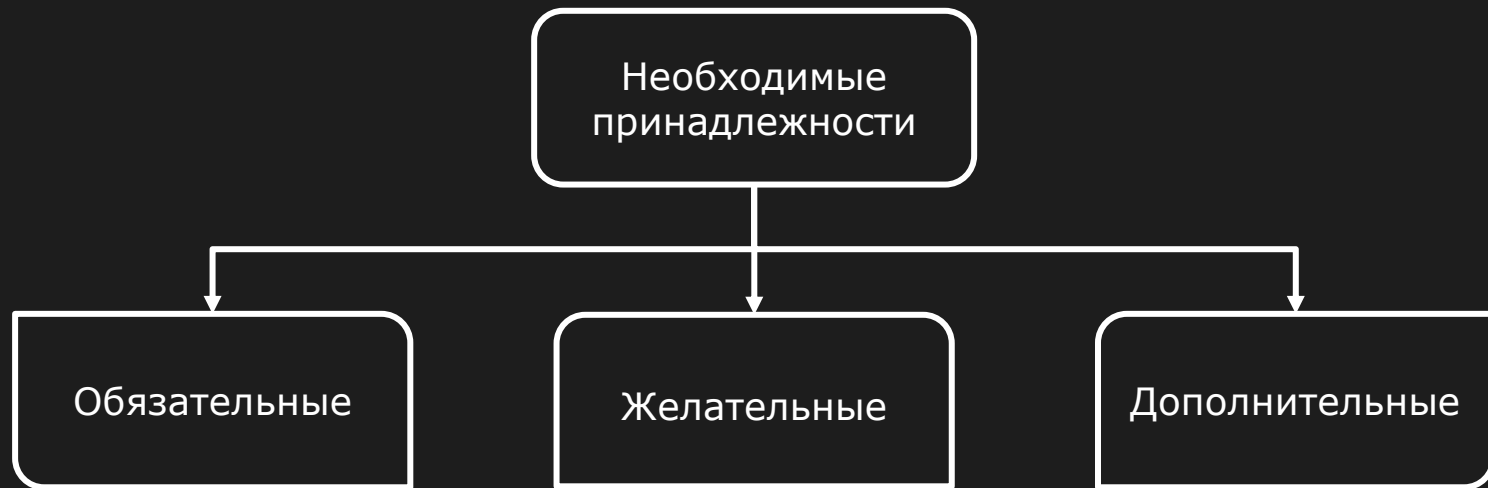 Необходимые
принадлежности
Обязательные
Желательные
Дополнительные